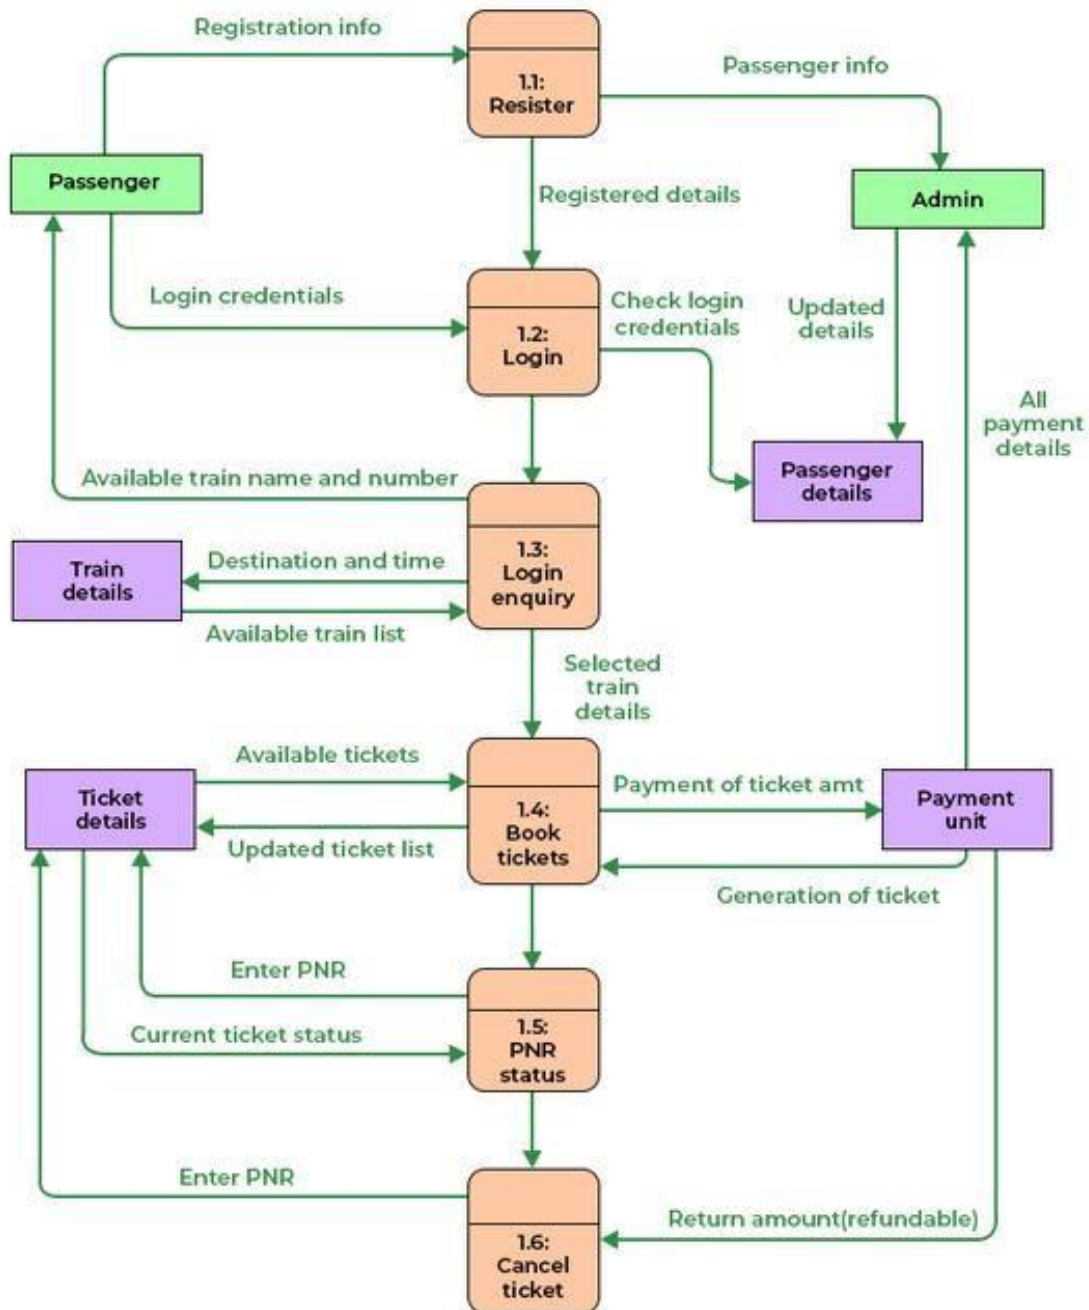 Registration info
Passenger info
1.1:
Resister
Passenger
Admin
Registered details
Login credentials
Check login
credentials
Updated
details
1.2:
Login
All
payment
details
Available train name and number
Passenger
details
1.3:
Login
enquiry
Train
details
Destination and time
Available train list
Selected
train
details
Available tickets
Payment of ticket amt
Ticket
details
1.4:
Book
tickets
Payment
unit
Updated ticket list
Generation of ticket
Enter PNR
Current ticket status
1.5:
PNR
status
Enter PNR
Return amount(refundable)
1.6:
Cancel
ticket